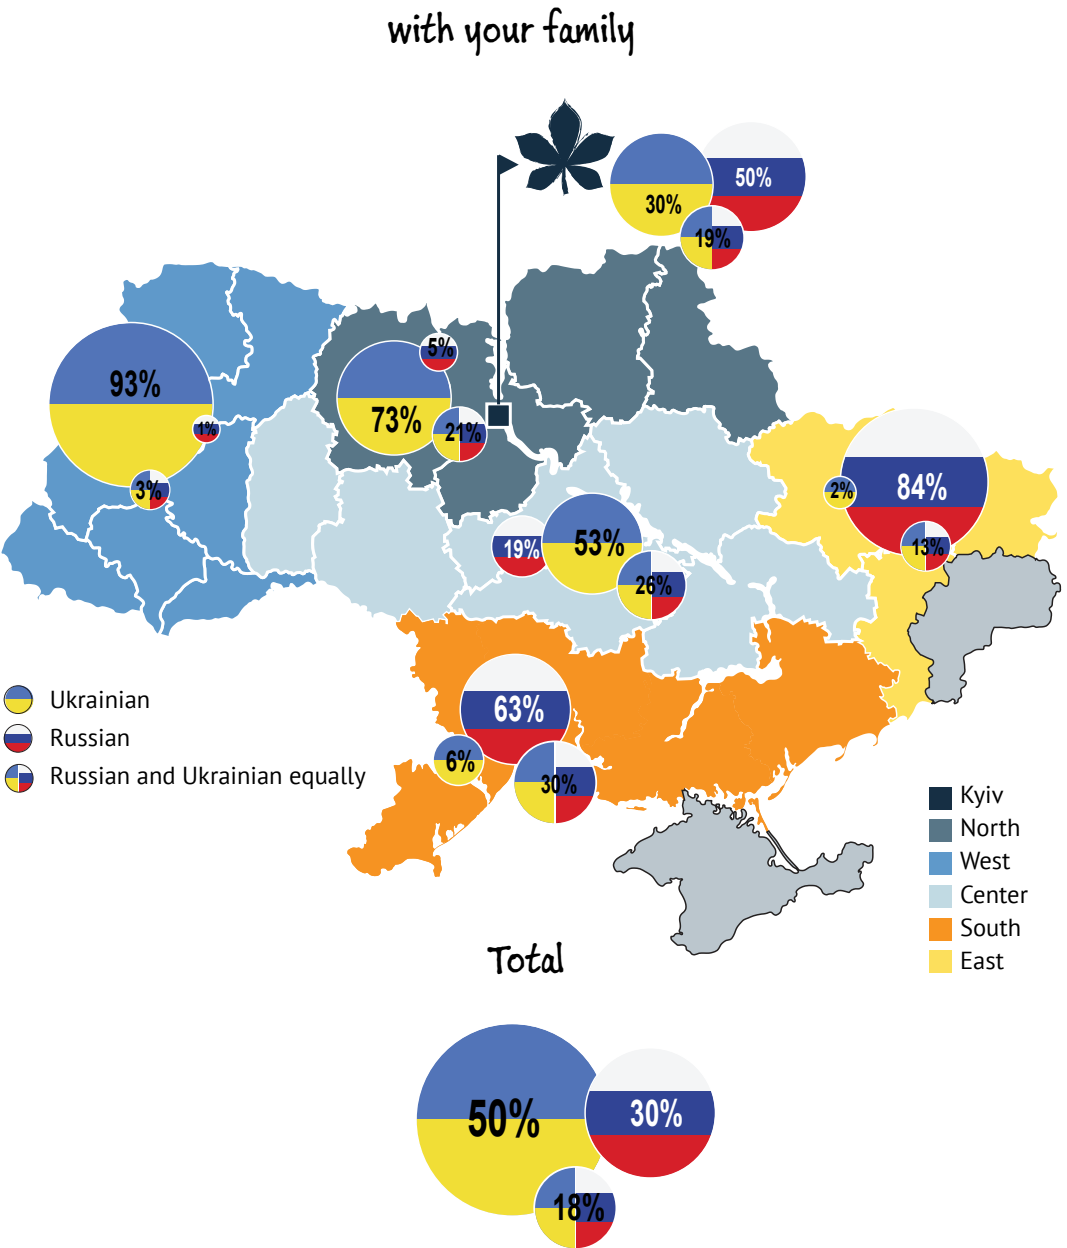 with your family
50%
30%
19%
5%
93%
73%
21%
1%
3%
84%
2%
13%
19%
53%
26%
63%
6%
30%
Ukrainian
Russian
Russian and Ukrainian equally
Kyiv
North
West
Center
South
East
Total
50%
30%
18%